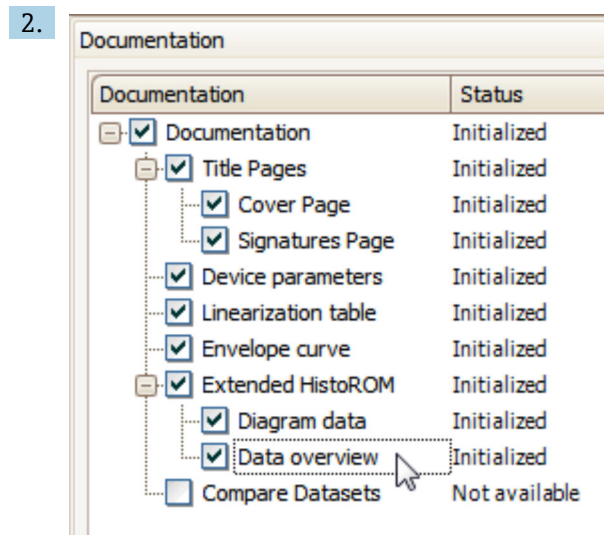 2.
Documentation
Documentation Status
Documentation Initialized
Title Pages Initialized
Cover Page Initialized
Signatures Page Initialized
Device parameters Initialized
Linearization table Initialized
Envelope curve Initialized
Extended HistoROM Initialized
Diagram data Initialized
Data overview Initialized
Compare Datasets Not available